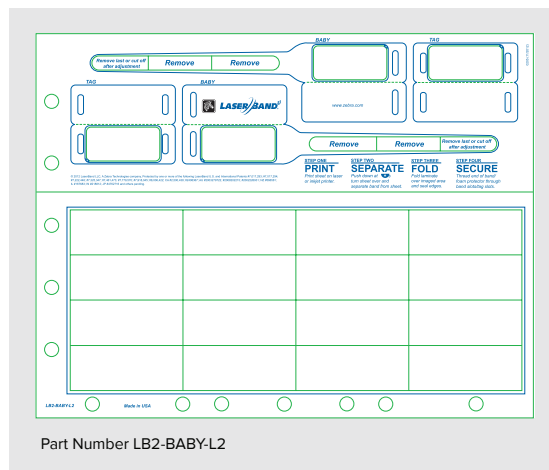 BABY
TAG
Remove last or cut off
after adjustment
Remove
Remove
TAG
BABY
LASERBAND
www.zebra.com
Remove
Remove
Remove last or cut off
after adjustment
STEP ONE
PRINT
Print sheet on laser
or inkjet printer.
STEP TWO
SEPARATE
Push down at
turn sheet over and
separate band from sheet.
STEP THREE
FOLD
Fold laminate
over imaged area
and seal edges.
STEP FOUR
SECURE
Thread end of band/
foam protector through
band and/or slots.
LB2-BABY-L2
Made in USA
Part Number LB2-BABY-L2